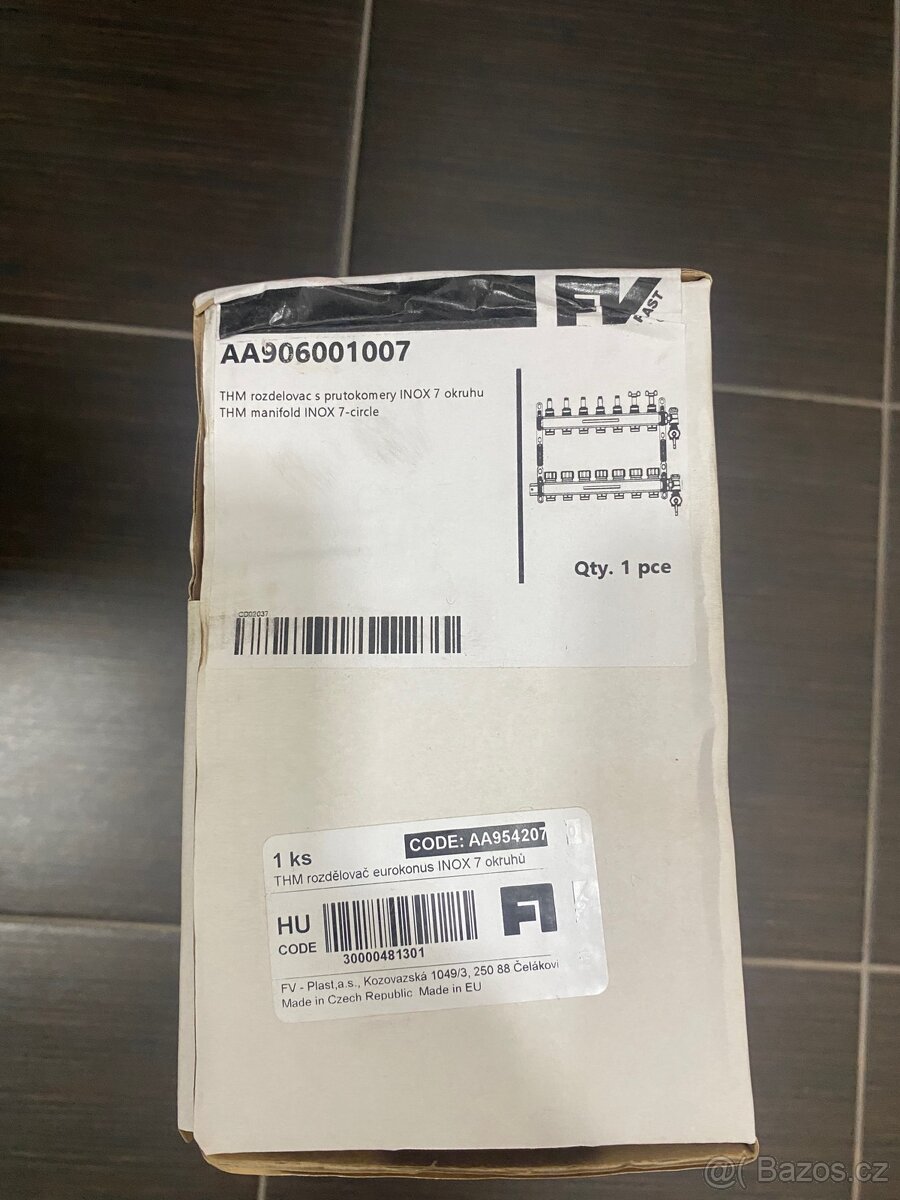 FV PLAST
AA906001007
THM rozdelovac s prutokomery INOX 7 okruhu
THM manifold INOX 7-circle
Qty. 1 pce
CD02037
CODE: AA954207
1 ks
THM rozdělovač eurokonus INOX 7 okruhů
HU
CODE
30000481301
FV - Plast,a.s., Kozovazská 1049/3, 250 88 Čelákovi
Made in Czech Republic Made in EU
@ Bazos.cz